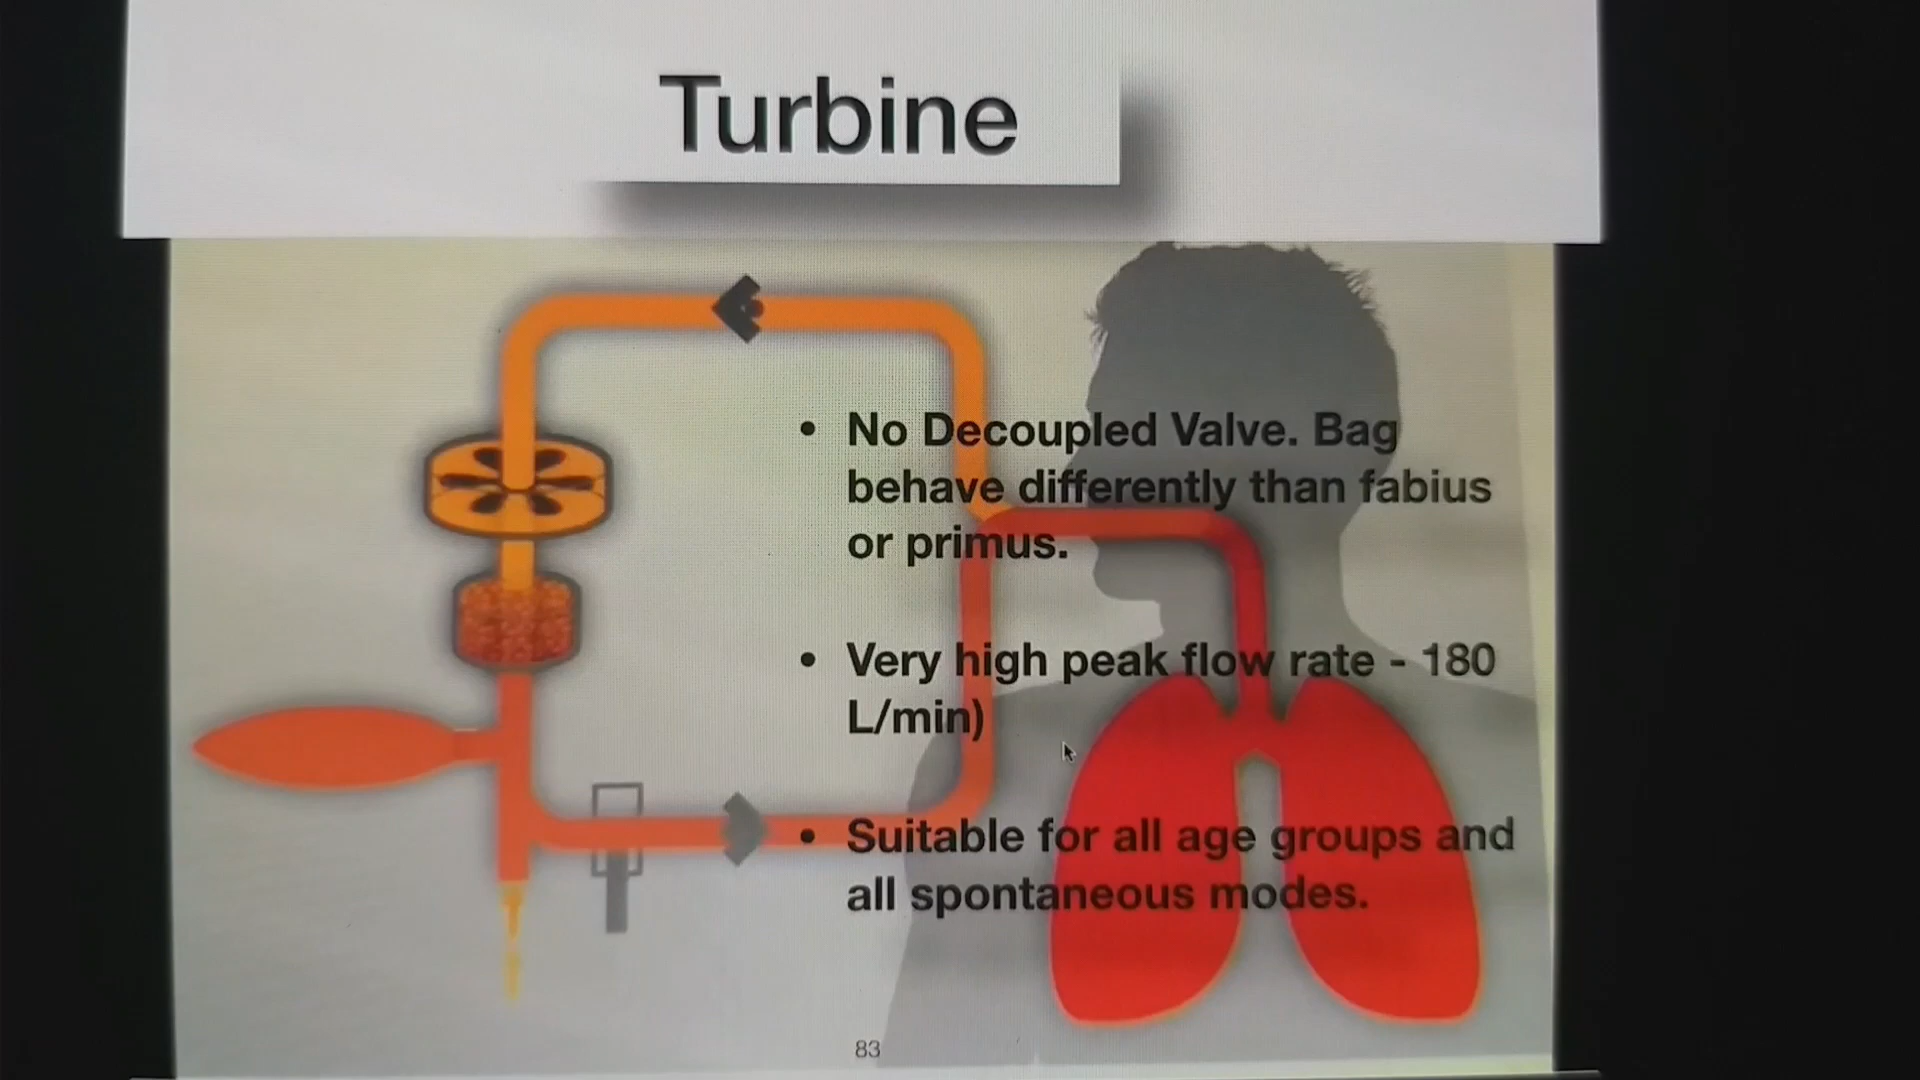 Turbine
• No Decoupled Valve. Bag
behave differently than fabius
or primus.
• Very high peak flow rate - 180
L/min)
• Suitable for all age groups and
all spontaneous modes.
83